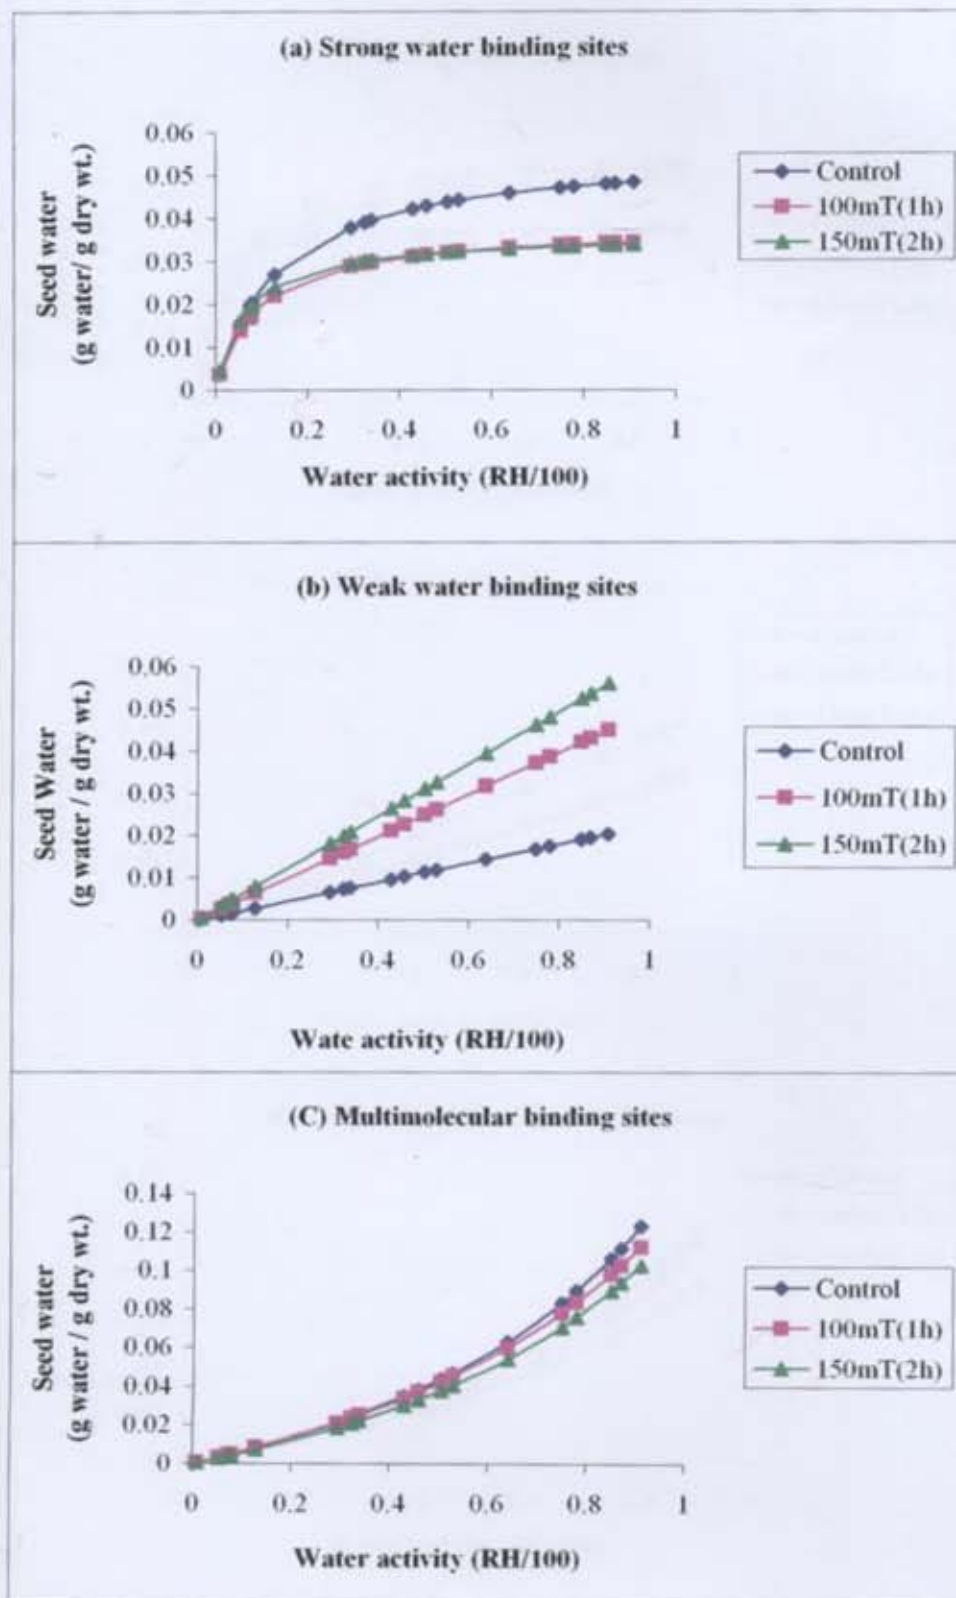 (a) Strong water binding sites
Seed water
(g water/ g dry wt.)
0.06
0.05
0.04
0.03
0.02
0.01
0
0 0.2 0.4 0.6 0.8 1
Water activity (RH/100)
Control
100mT(1h)
150mT(2h)
(b) Weak water binding sites
Seed Water
(g water / g dry wt.)
0.06
0.05
0.04
0.03
0.02
0.01
0
0 0.2 0.4 0.6 0.8 1
Wate activity (RH/100)
Control
100mT(1h)
150mT(2h)
(C) Multimolecular binding sites
Seed water
(g water / g dry wt.)
0.14
0.12
0.1
0.08
0.06
0.04
0.02
0
0 0.2 0.4 0.6 0.8 1
Water activity (RH/100)
Control
100mT(1h)
150mT(2h)